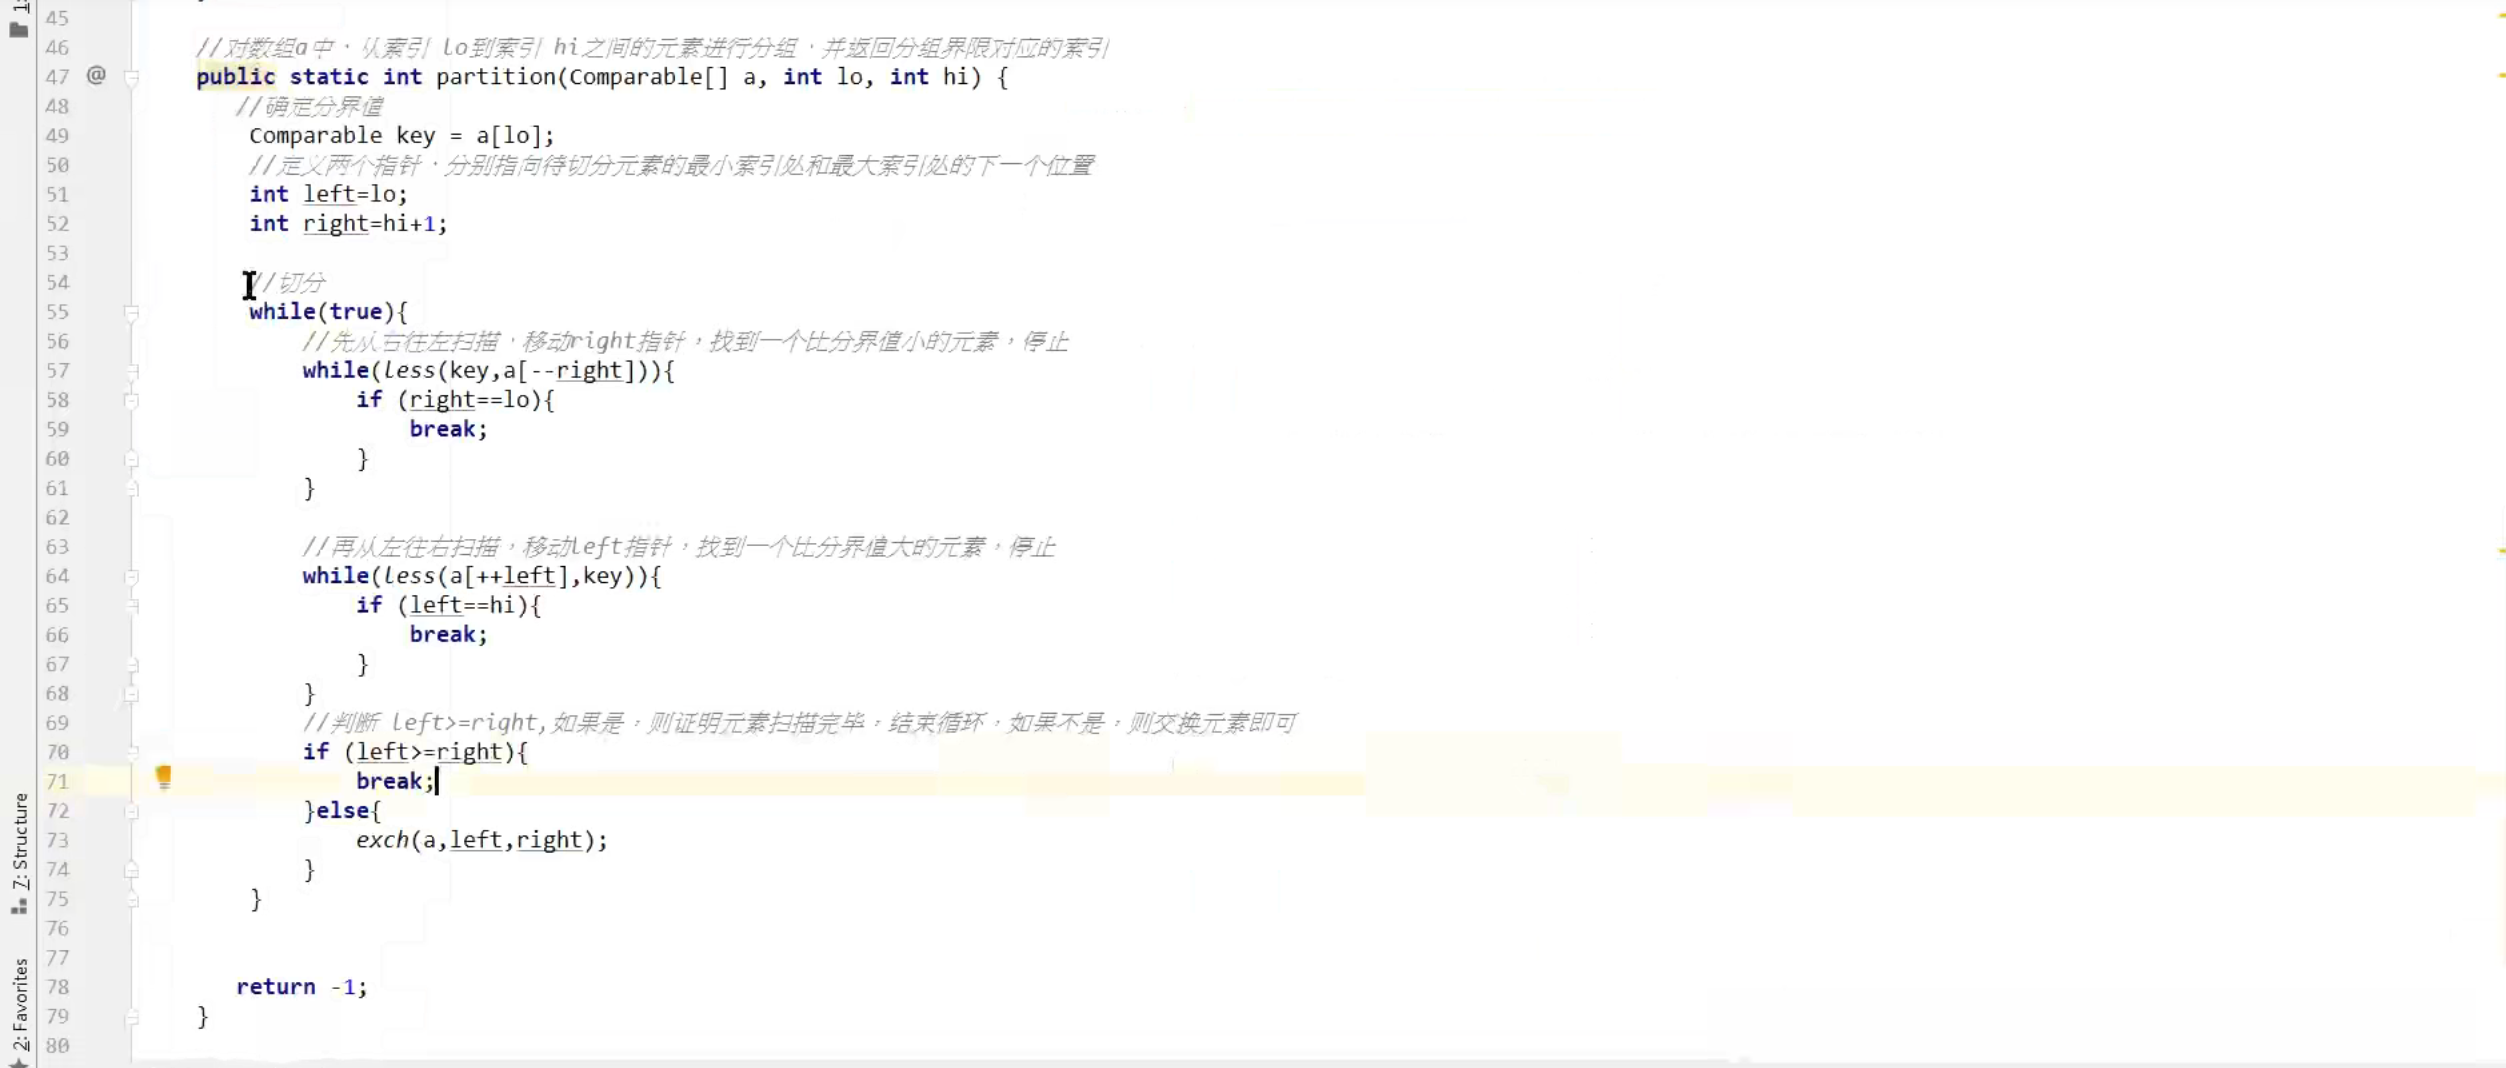 45
46 //对数组a中，从索引 lo到索引 hi之间的元素进行分组，并返回分组界限对应的索引
47 @ public static int partition(Comparable[] a, int lo, int hi) {
48 //确定分界值
49 Comparable key = a[lo];
50 //定义两个指针，分别指向待切分元素的最小索引处和最大索引处的下一个位置
51 int left=lo;
52 int right=hi+1;
53
54 //切分
55 while(true){
56 //先从右往左扫描，移动right指针，找到一个比分界值小的元素，停止
57 while(less(key,a[--right])){
58 if (right==lo){
59 break;
60 }
61 }
62
63 //再从左往右扫描，移动left指针，找到一个比分界值大的元素，停止
64 while(less(a[++left],key)){
65 if (left==hi){
66 break;
67 }
68 }
69 //判断 left>=right,如果是，则证明元素扫描完毕，结束循环，如果不是，则交换元素即可
70 if (left>=right){
71 break;
72 }else{
73 exch(a,left,right);
74 }
75 }
76
77
78 return -1;
79 }
80
7: Structure
2: Favorites